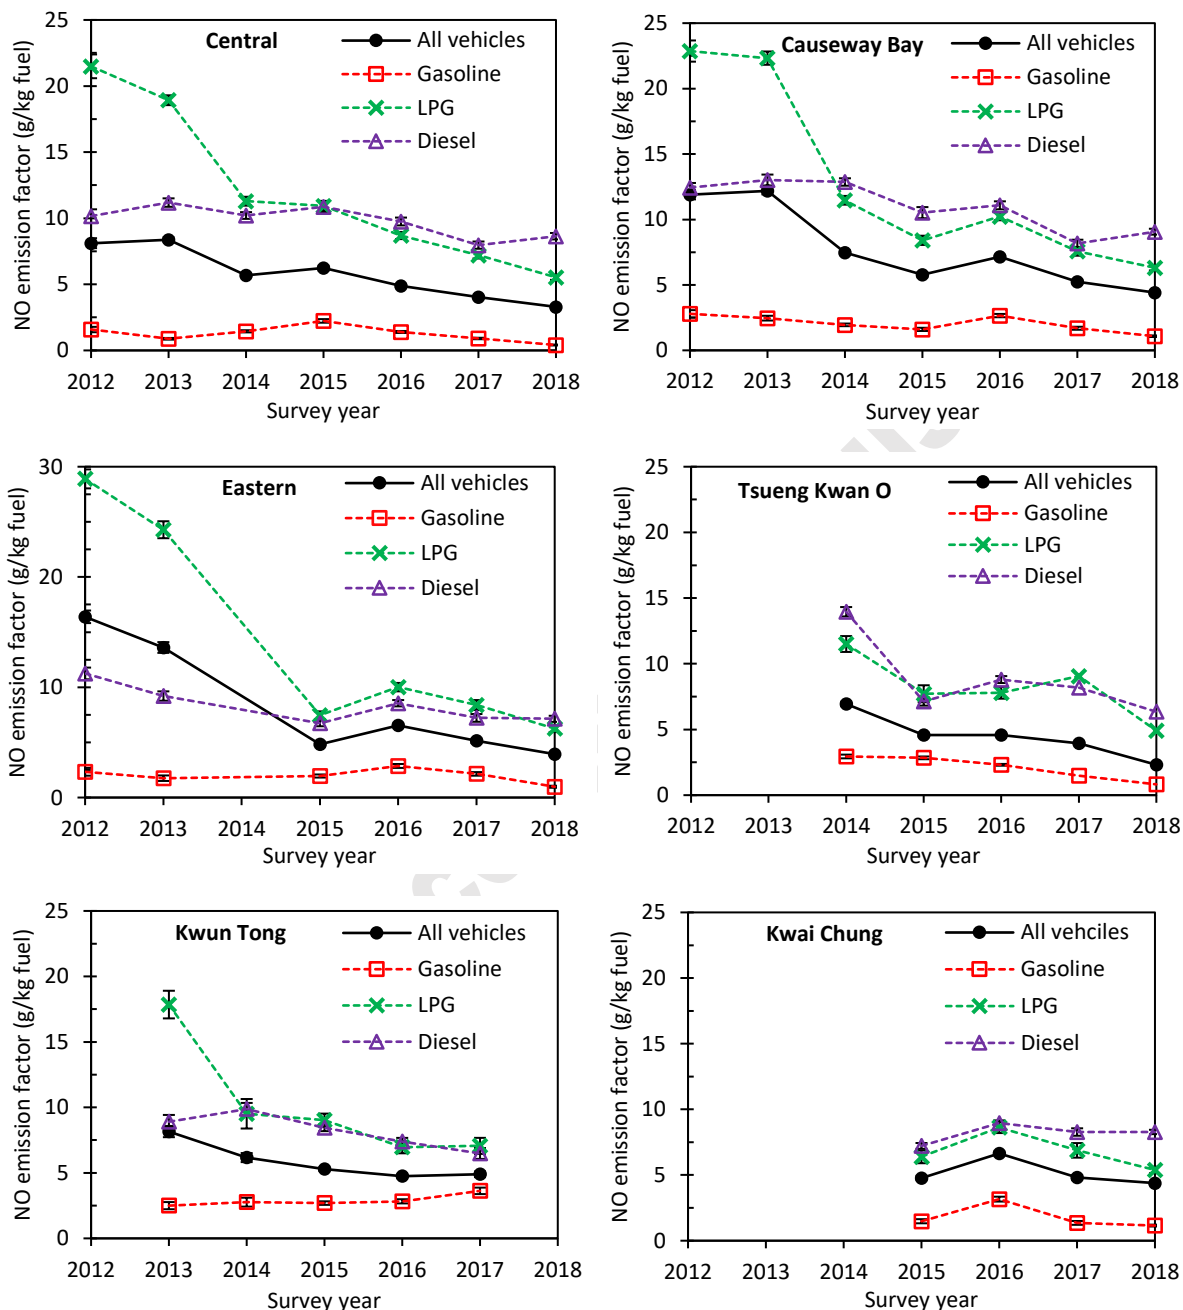 Central
All vehicles
Gasoline
LPG
Diesel
NO emission factor (g/kg fuel)
25
20
15
10
5
0
2012 2013 2014 2015 2016 2017 2018
Survey year
Causeway Bay
All vehicles
Gasoline
LPG
Diesel
NO emission factor (g/kg fuel)
25
20
15
10
5
0
2012 2013 2014 2015 2016 2017 2018
Survey year
Eastern
All vehicles
Gasoline
LPG
Diesel
NO emission factor (g/kg fuel)
30
20
10
0
2012 2013 2014 2015 2016 2017 2018
Survey year
Tsueng Kwan O
All vehicles
Gasoline
LPG
Diesel
NO emission factor (g/kg fuel)
25
20
15
10
5
0
2012 2013 2014 2015 2016 2017 2018
Survey year
Kwun Tong
All vehicles
Gasoline
LPG
Diesel
NO emission factor (g/kg fuel)
25
20
15
10
5
0
2012 2013 2014 2015 2016 2017 2018
Survey year
Kwai Chung
All vehciles
Gasoline
LPG
Diesel
NO emission factor (g/kg fuel)
25
20
15
10
5
0
2012 2013 2014 2015 2016 2017 2018
Survey year